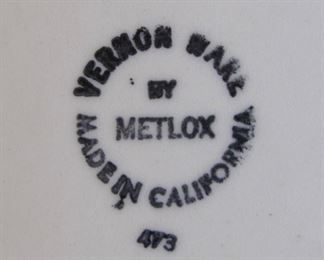 VERNON WARE
BY
METLOX
MADE IN CALIFORNIA
473